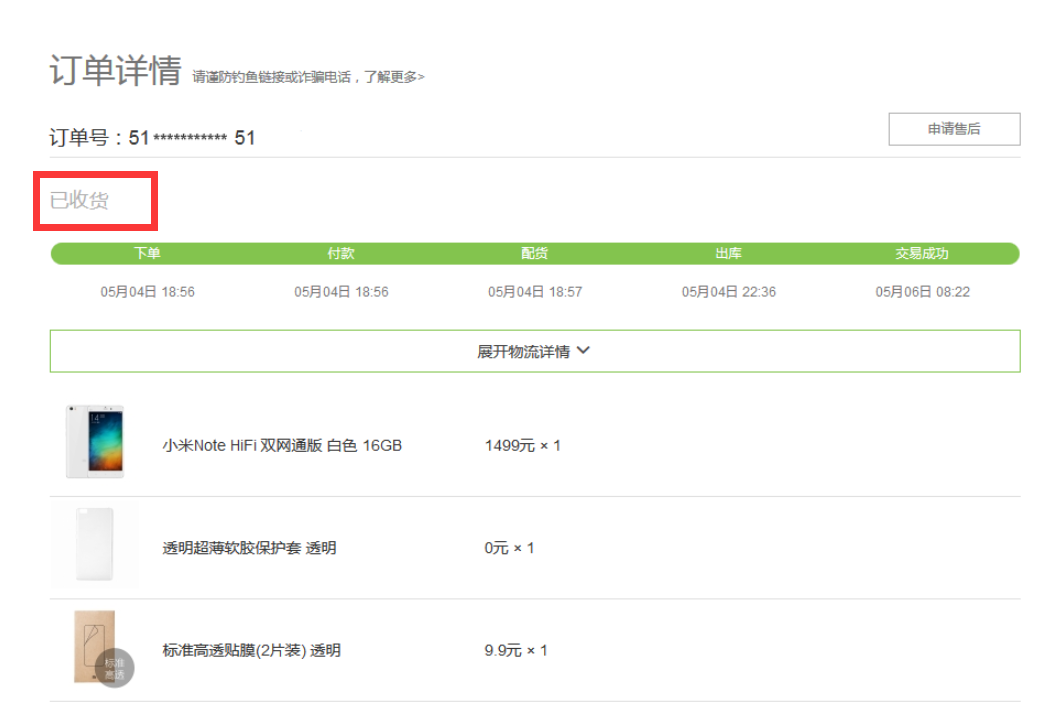 订单详情 请谨防钓鱼链接或诈骗电话，了解更多>
订单号：51*********** 51
申请售后
已收货
下单 付款 配货 出库 交易成功
05月04日 18:56 05月04日 18:56 05月04日 18:57 05月04日 22:36 05月06日 08:22
展开物流详情
小米Note HiFi 双网通版 白色 16GB 1499元 × 1
透明超薄软胶保护套 透明 0元 × 1
标准高透贴膜(2片装) 透明 9.9元 × 1
标准
高透